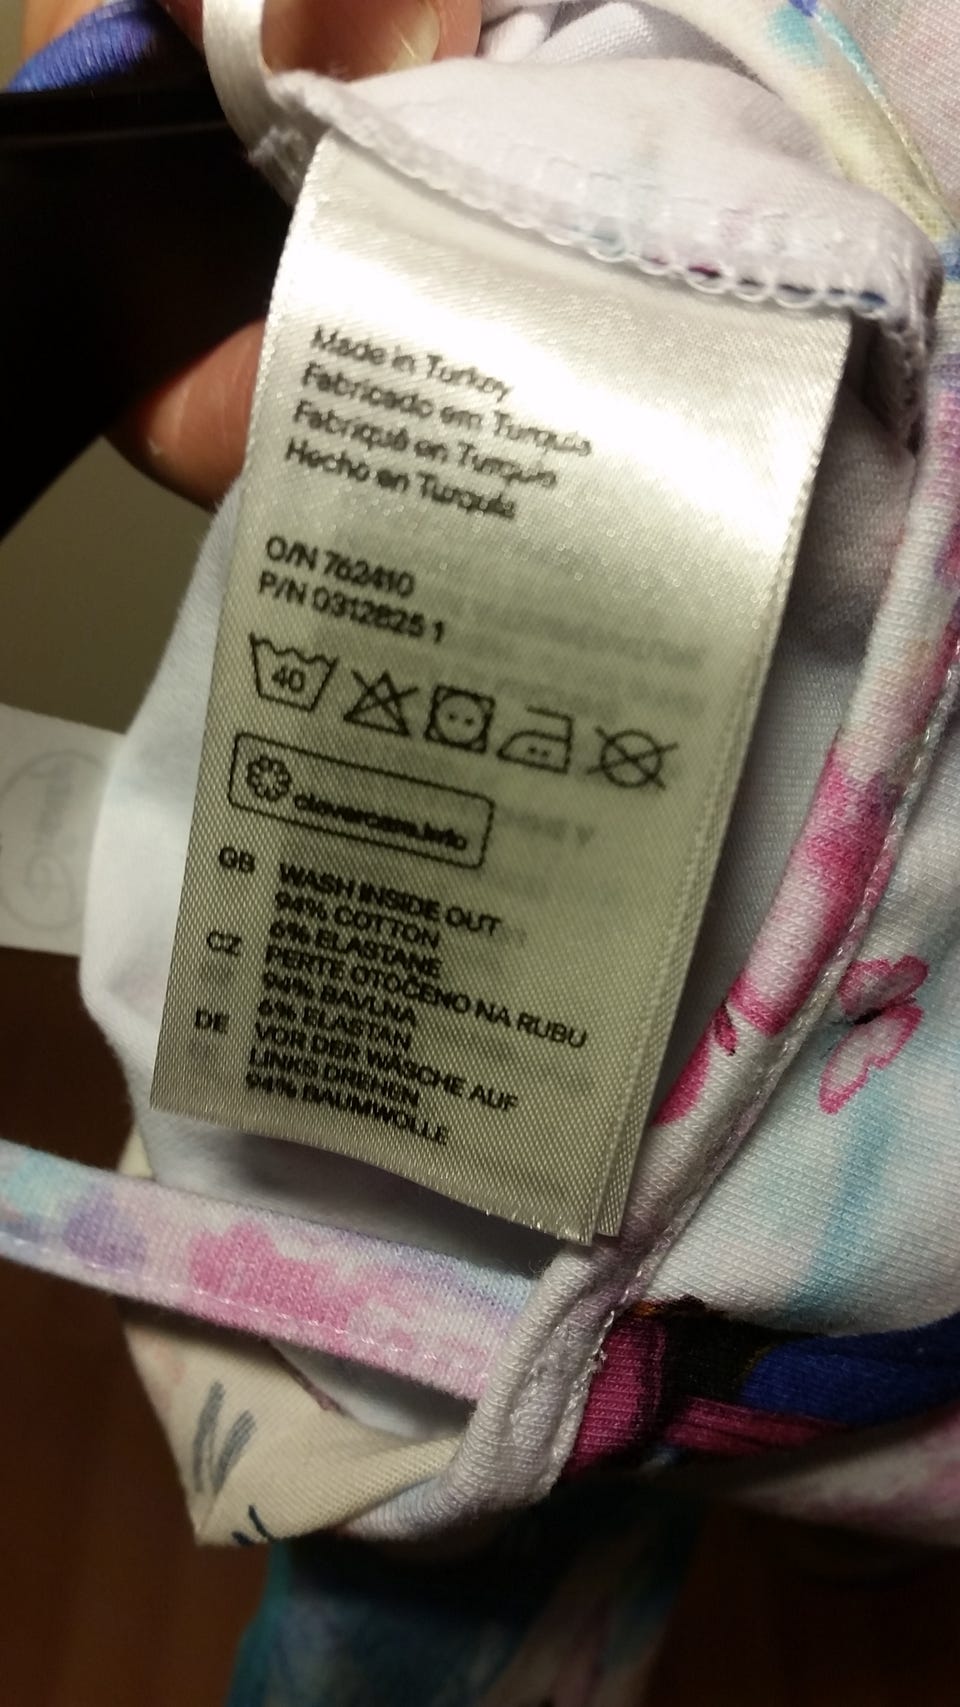 Made in Turkey
Fabricado em Turquia
Fabriqué en Turquie
Hecho en Turquía
O/N 762410
P/N 0312825 1
40
clevercare.info
GB WASH INSIDE OUT
94% COTTON
6% ELASTANE
CZ PERTE OTOČENO NA RUBU
94% BAVLNA
6% ELASTAN
DE VOR DER WÄSCHE AUF
LINKS DREHEN
94% BAUMWOLLE